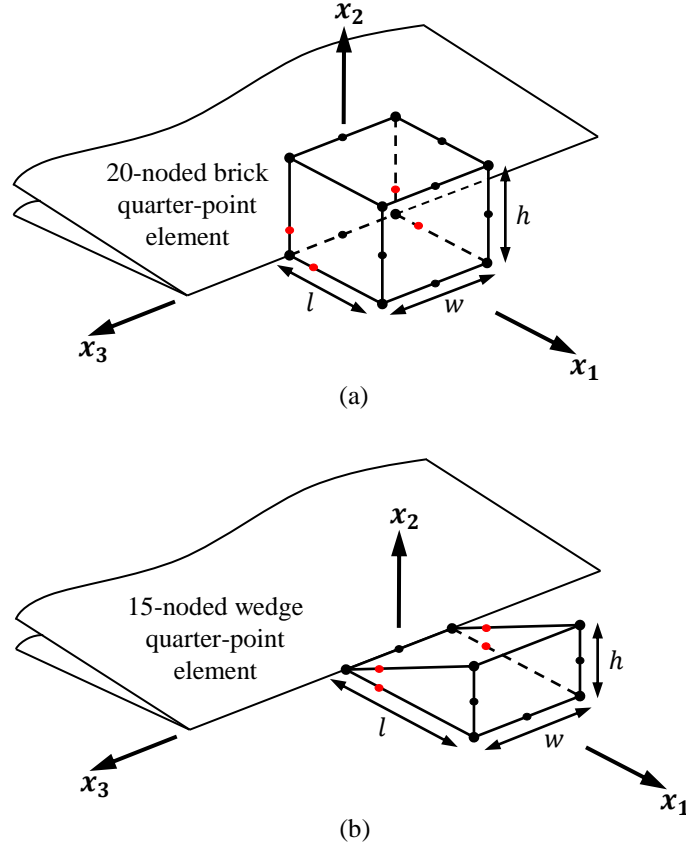 x₂
20-noded brick
quarter-point
element
h
l
w
x₃
x₁
(a)
x₂
15-noded wedge
quarter-point
element
h
l
w
x₃
x₁
(b)